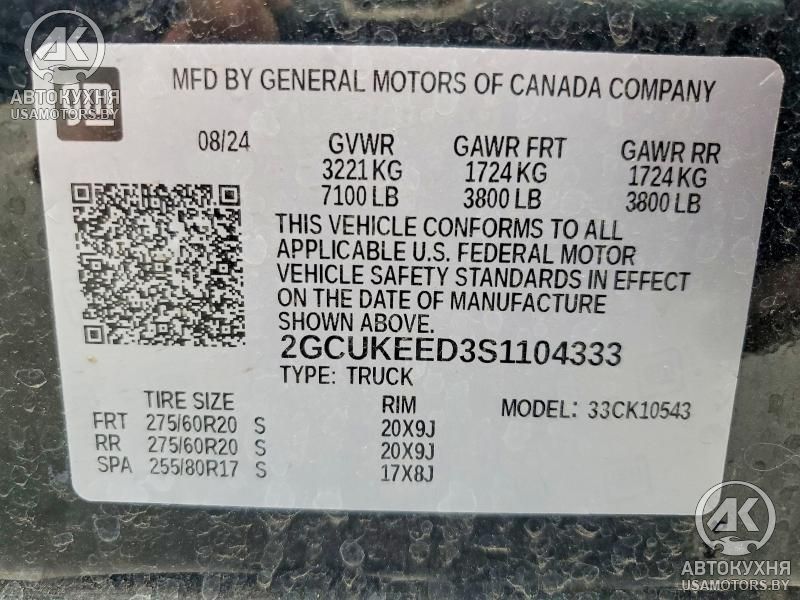 AK
АВТОКУХНЯ
USAMOTORS.BY
gm
MFD BY GENERAL MOTORS OF CANADA COMPANY
08/24 GVWR GAWR FRT GAWR RR
3221 KG 1724 KG 1724 KG
7100 LB 3800 LB 3800 LB
THIS VEHICLE CONFORMS TO ALL
APPLICABLE U.S. FEDERAL MOTOR
VEHICLE SAFETY STANDARDS IN EFFECT
ON THE DATE OF MANUFACTURE
SHOWN ABOVE.
2GCUKEED3S1104333
TYPE: TRUCK
TIRE SIZE RIM MODEL: 33CK10543
FRT 275/60R20 S 20X9J
RR 275/60R20 S 20X9J
SPA 255/80R17 S 17X8J
AK
АВТОКУХНЯ
USAMOTORS.BY